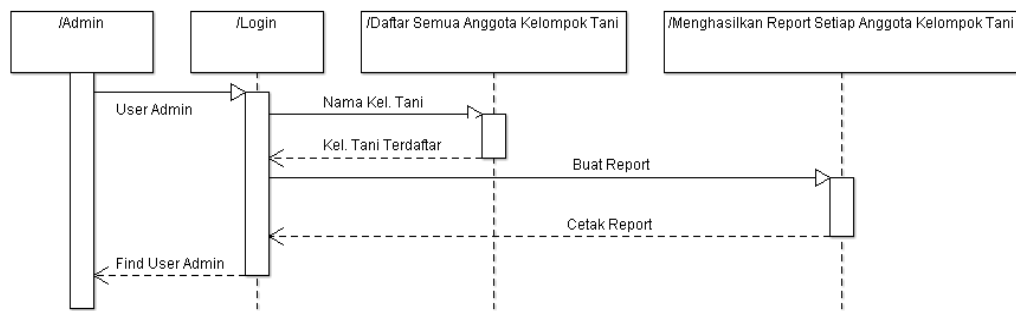 /Admin
/Login
/Daftar Semua Anggota Kelompok Tani
/Menghasilkan Report Setiap Anggota Kelompok Tani
User Admin
Nama Kel. Tani
Kel. Tani Terdaftar
Buat Report
Cetak Report
Find User Admin